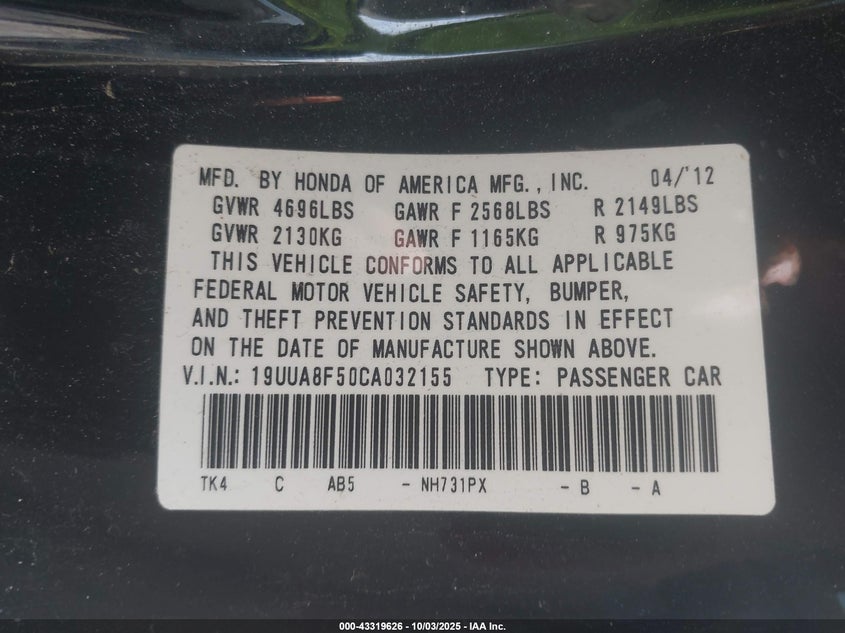 MFD. BY HONDA OF AMERICA MFG., INC. 04/'12
GVWR 4696LBS GAWR F 2568LBS R 2149LBS
GVWR 2130KG GAWR F 1165KG R 975KG
THIS VEHICLE CONFORMS TO ALL APPLICABLE
FEDERAL MOTOR VEHICLE SAFETY, BUMPER,
AND THEFT PREVENTION STANDARDS IN EFFECT
ON THE DATE OF MANUFACTURE SHOWN ABOVE.
V.I.N.: 19UUA8F50CA032155 TYPE: PASSENGER CAR
TK4 C AB5 - NH731PX - B - A
000-43319626 - 10/03/2025 - IAA Inc.